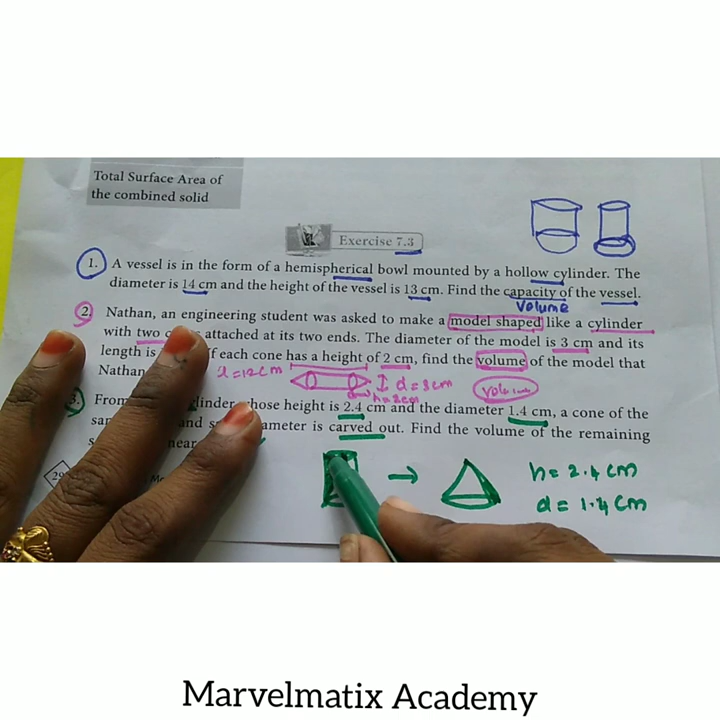 Total Surface Area of
the combined solid
Exercise 7.3
1. A vessel is in the form of a hemispherical bowl mounted by a hollow cylinder. The
diameter is 14 cm and the height of the vessel is 13 cm. Find the capacity of the vessel.
Volume
2. Nathan, an engineering student was asked to make a model shaped like a cylinder
with two attached at its two ends. The diameter of the model is 3 cm and its
length is each cone has a height of 2 cm, find the volume of the model that
Nathan
l=12cm d=3cm
h=2cm
3. From whose height is 2.4 cm and the diameter 1.4 cm, a cone of the
and is carved out. Find the volume of the remaining
h= 2.4 cm
d= 1.4 cm
Marvelmatix Academy